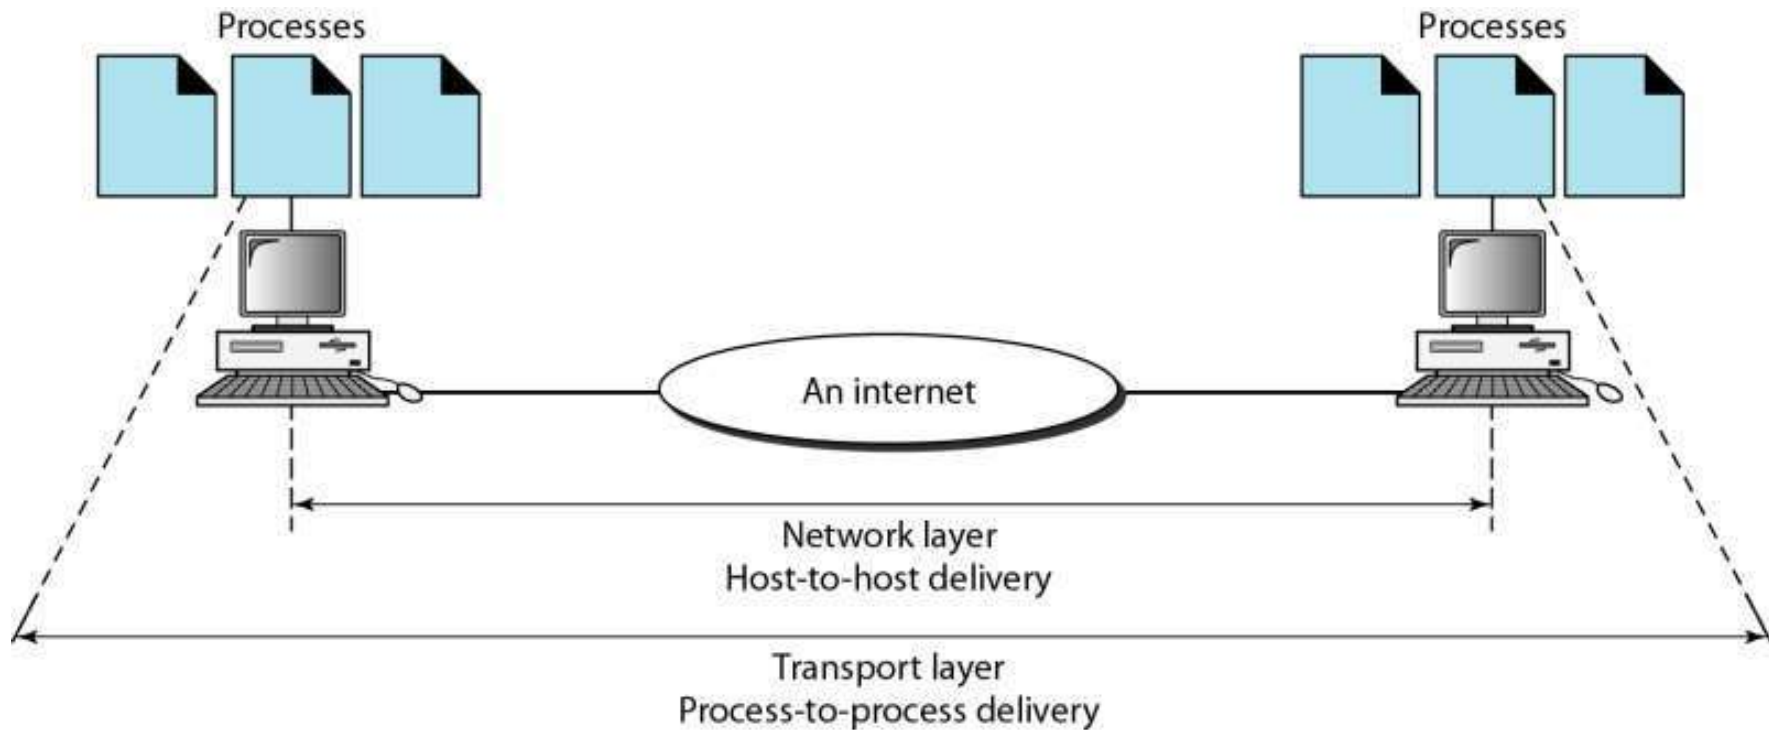 Processes
Processes
An internet
Network layer
Host-to-host delivery
Transport layer
Process-to-process delivery